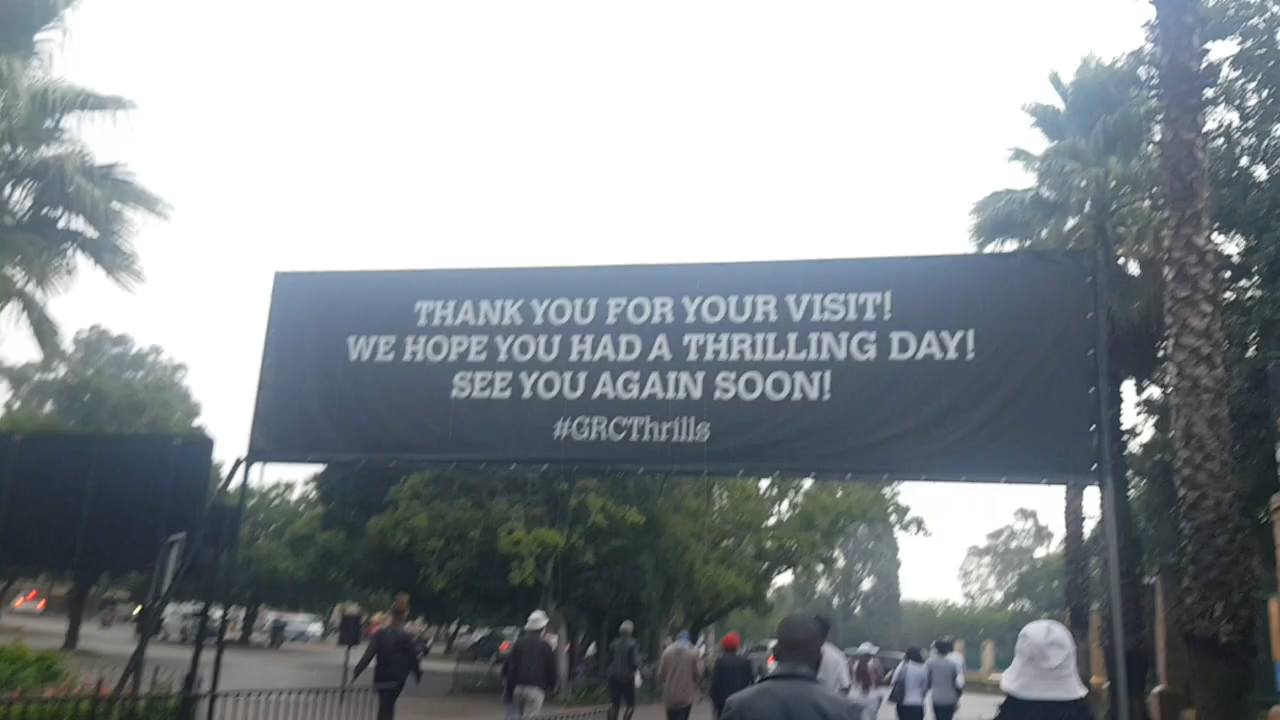 THANK YOU FOR YOUR VISIT!
WE HOPE YOU HAD A THRILLING DAY!
SEE YOU AGAIN SOON!
#GRCThrills